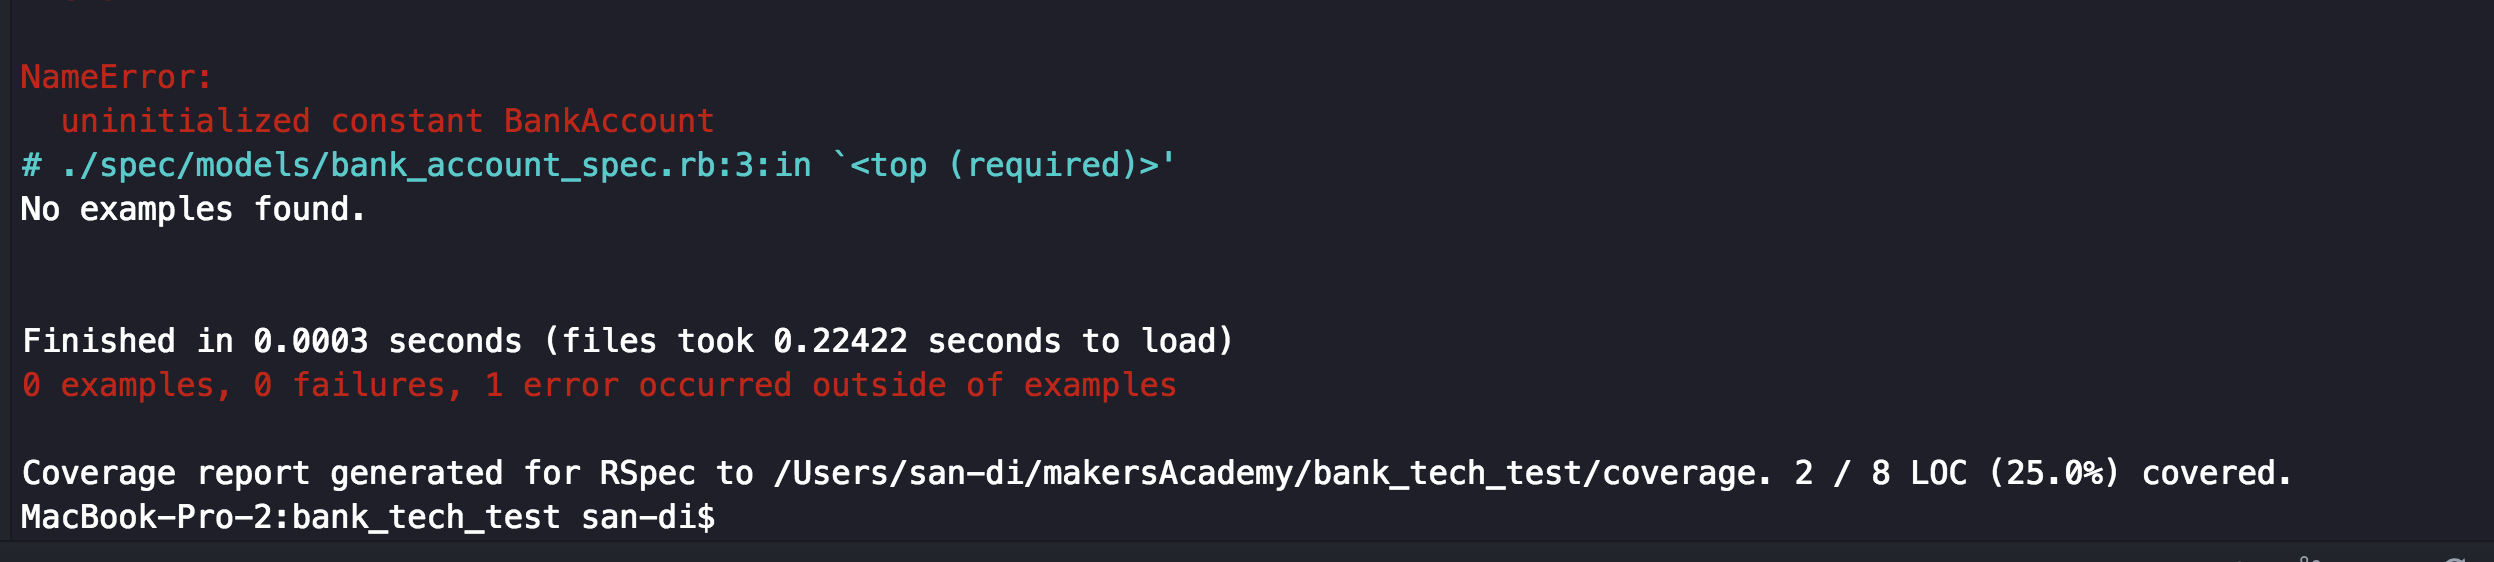 NameError:
  uninitialized constant BankAccount
# ./spec/models/bank_account_spec.rb:3:in `<top (required)>'
No examples found.
Finished in 0.0003 seconds (files took 0.22422 seconds to load)
0 examples, 0 failures, 1 error occurred outside of examples
Coverage report generated for RSpec to /Users/san-di/makersAcademy/bank_tech_test/coverage. 2 / 8 LOC (25.0%) covered.
MacBook-Pro-2:bank_tech_test san-di$